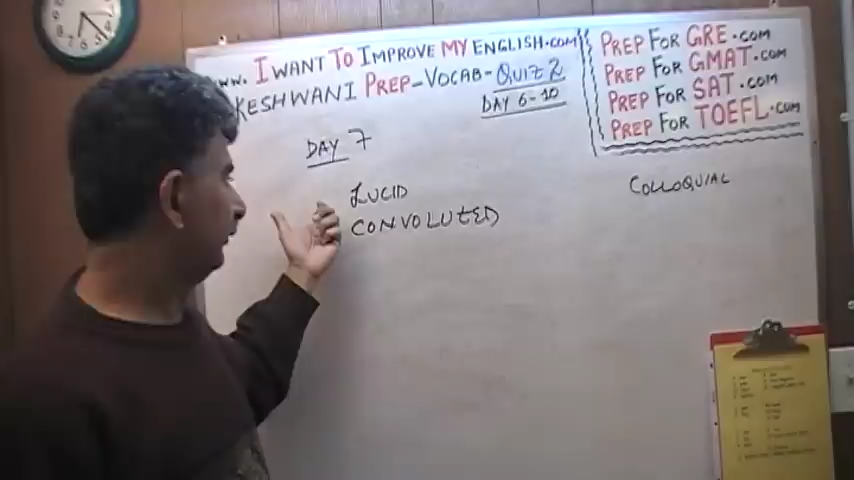 www. I WANT TO IMPROVE MY ENGLISH.COM
KESHWANI PREP-VOCAB-QUIZ 2
DAY 6-10
PREP FOR GRE.COM
PREP FOR GMAT.COM
PREP FOR SAT.COM
PREP FOR TOEFL.COM
DAY 7
LUCID
CONVOLUTED
COLLOQUIAL